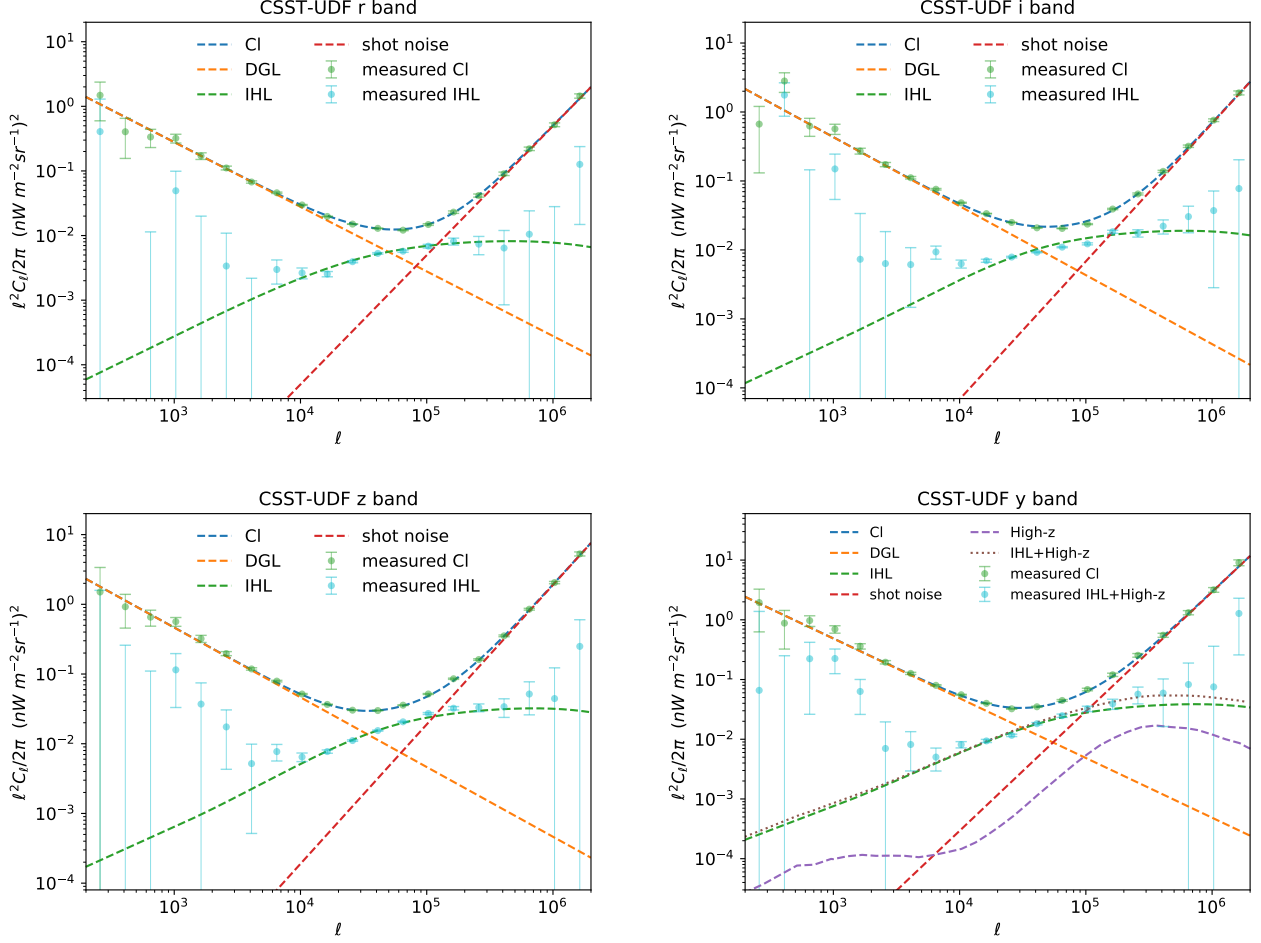 CSST-UDF r band
ℓ²Cℓ/2π (nW m⁻²sr⁻¹)²
10¹
10⁰
10⁻¹
10⁻²
10⁻³
10⁻⁴
Cl
DGL
IHL
shot noise
measured Cl
measured IHL
10³ 10⁴ 10⁵ 10⁶
ℓ
CSST-UDF i band
ℓ²Cℓ/2π (nW m⁻²sr⁻¹)²
10¹
10⁰
10⁻¹
10⁻²
10⁻³
10⁻⁴
Cl
DGL
IHL
shot noise
measured Cl
measured IHL
10³ 10⁴ 10⁵ 10⁶
ℓ
CSST-UDF z band
ℓ²Cℓ/2π (nW m⁻²sr⁻¹)²
10¹
10⁰
10⁻¹
10⁻²
10⁻³
10⁻⁴
Cl
DGL
IHL
shot noise
measured Cl
measured IHL
10³ 10⁴ 10⁵ 10⁶
ℓ
CSST-UDF y band
ℓ²Cℓ/2π (nW m⁻²sr⁻¹)²
10¹
10⁰
10⁻¹
10⁻²
10⁻³
10⁻⁴
Cl
DGL
IHL
shot noise
High-z
IHL+High-z
measured Cl
measured IHL+High-z
10³ 10⁴ 10⁵ 10⁶
ℓ